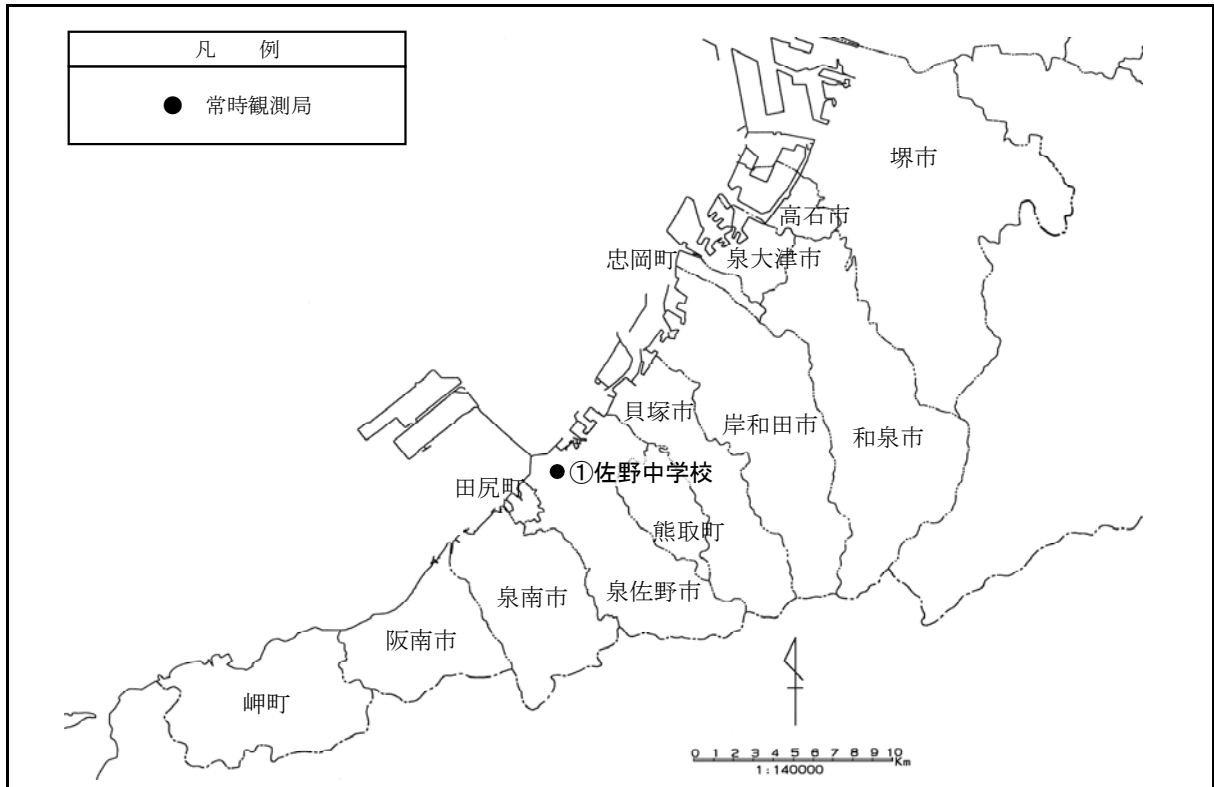 凡　例
● 常時観測局
堺市
高石市
忠岡町
泉大津市
貝塚市
岸和田市
和泉市
●①佐野中学校
田尻町
熊取町
泉南市
泉佐野市
阪南市
岬町
0 1 2 3 4 5 6 7 8 9 10
Km
1:140000